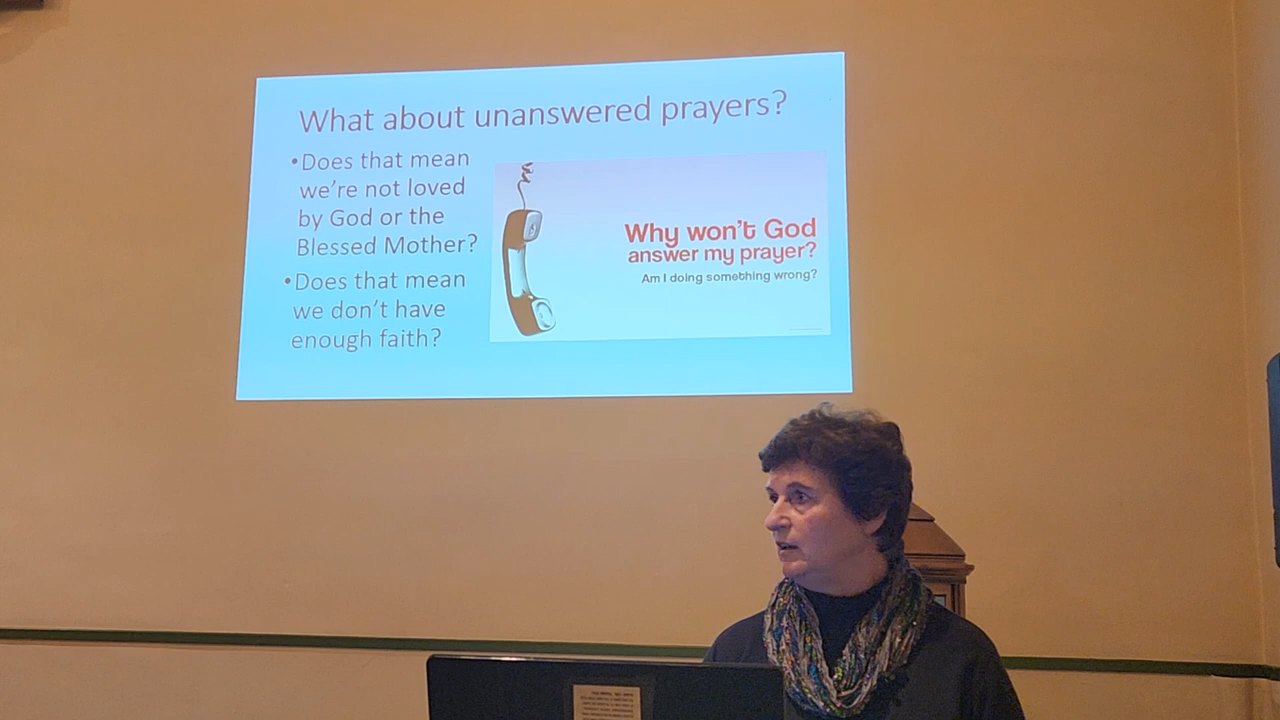 What about unanswered prayers?
•Does that mean
we’re not loved
by God or the
Blessed Mother?
•Does that mean
we don’t have
enough faith?
Why won’t God
answer my prayer?
Am I doing something wrong?